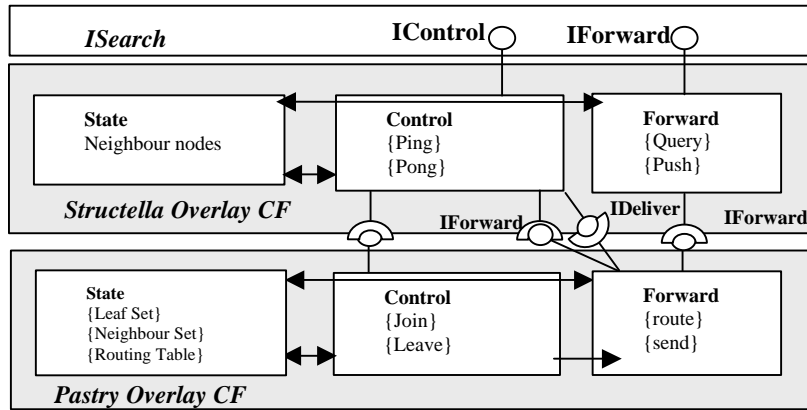 ISearch
IControl
IForward
State
Neighbour nodes
Control
{Ping}
{Pong}
Forward
{Query}
{Push}
Structella Overlay CF
IForward
IDeliver
IForward
State
{Leaf Set}
{Neighbour Set}
{Routing Table}
Control
{Join}
{Leave}
Forward
{route}
{send}
Pastry Overlay CF